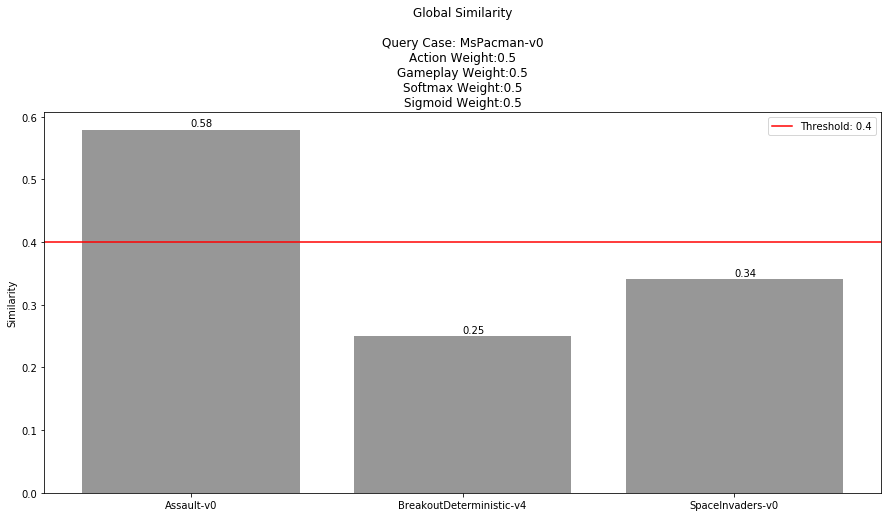 Global Similarity
Query Case: MsPacman-v0
Action Weight:0.5
Gameplay Weight:0.5
Softmax Weight:0.5
Sigmoid Weight:0.5
Threshold: 0.4
Similarity
0.6
0.5
0.4
0.3
0.2
0.1
0.0
0.58
0.25
0.34
Assault-v0
BreakoutDeterministic-v4
SpaceInvaders-v0